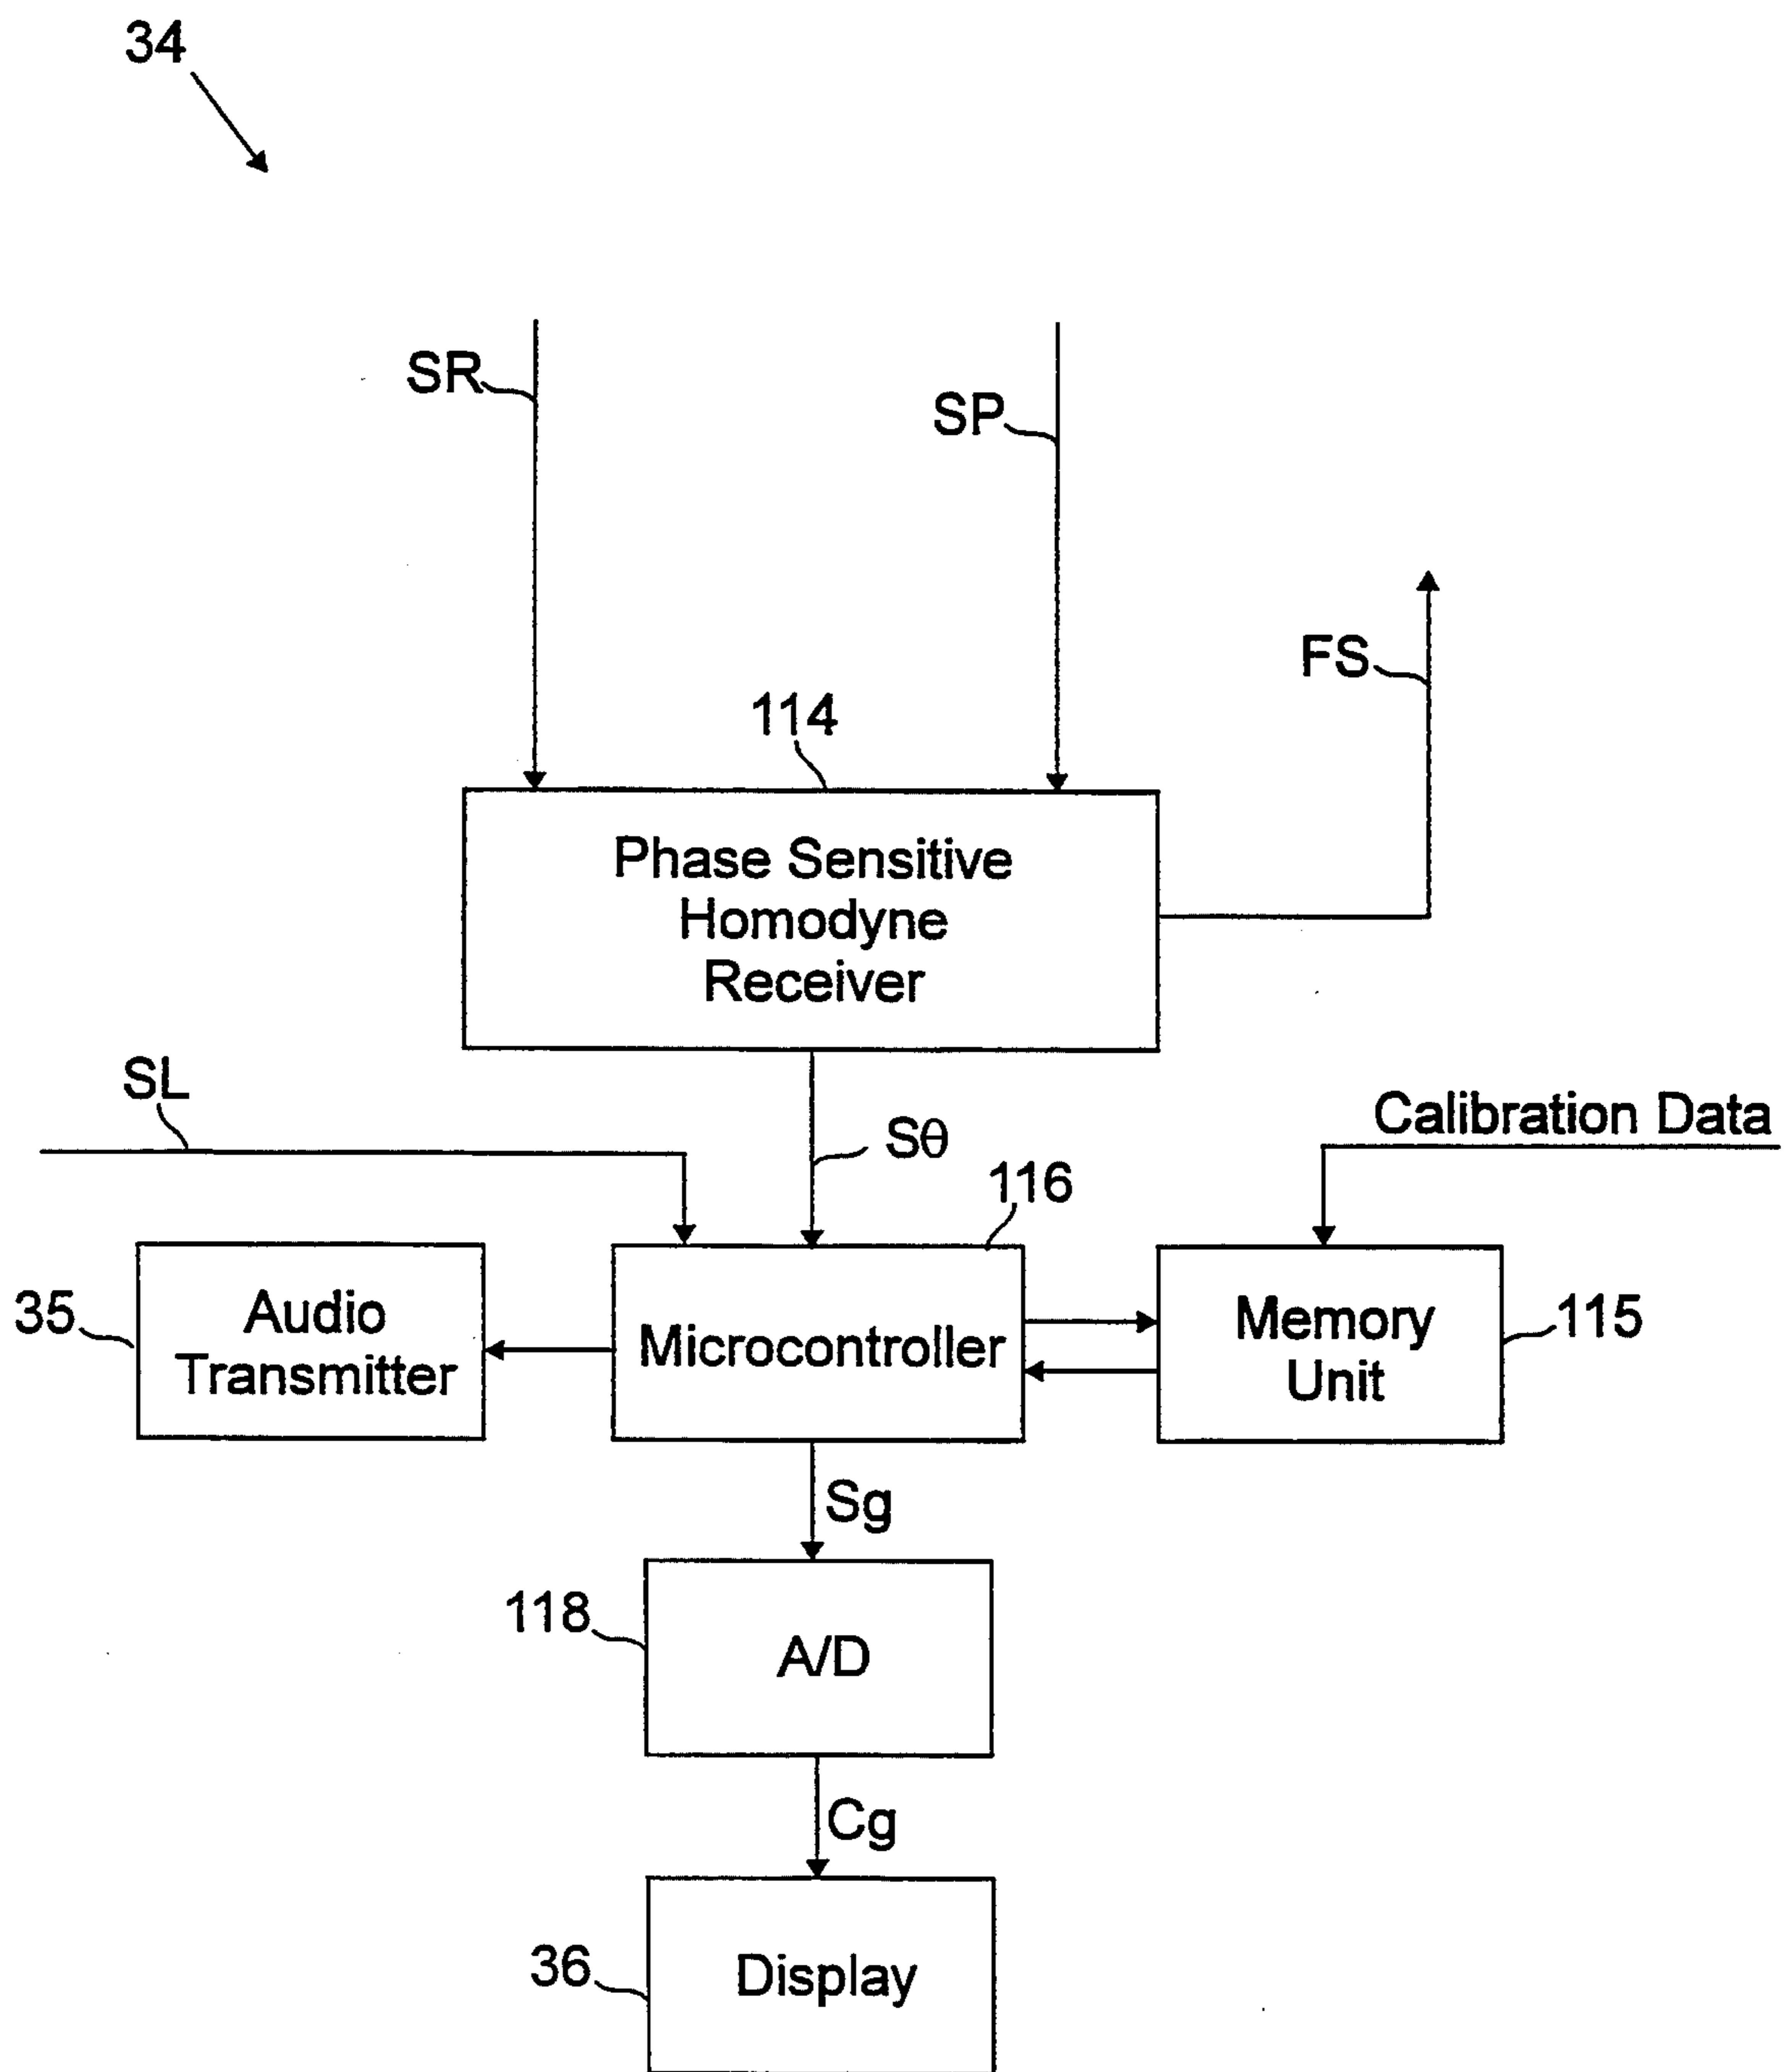 34
SR
SP
FS
114
Phase Sensitive
Homodyne
Receiver
SL
Sθ
Calibration Data
116
35
Audio
Transmitter
Microcontroller
Memory
Unit
115
Sg
118
A/D
Cg
36
Display